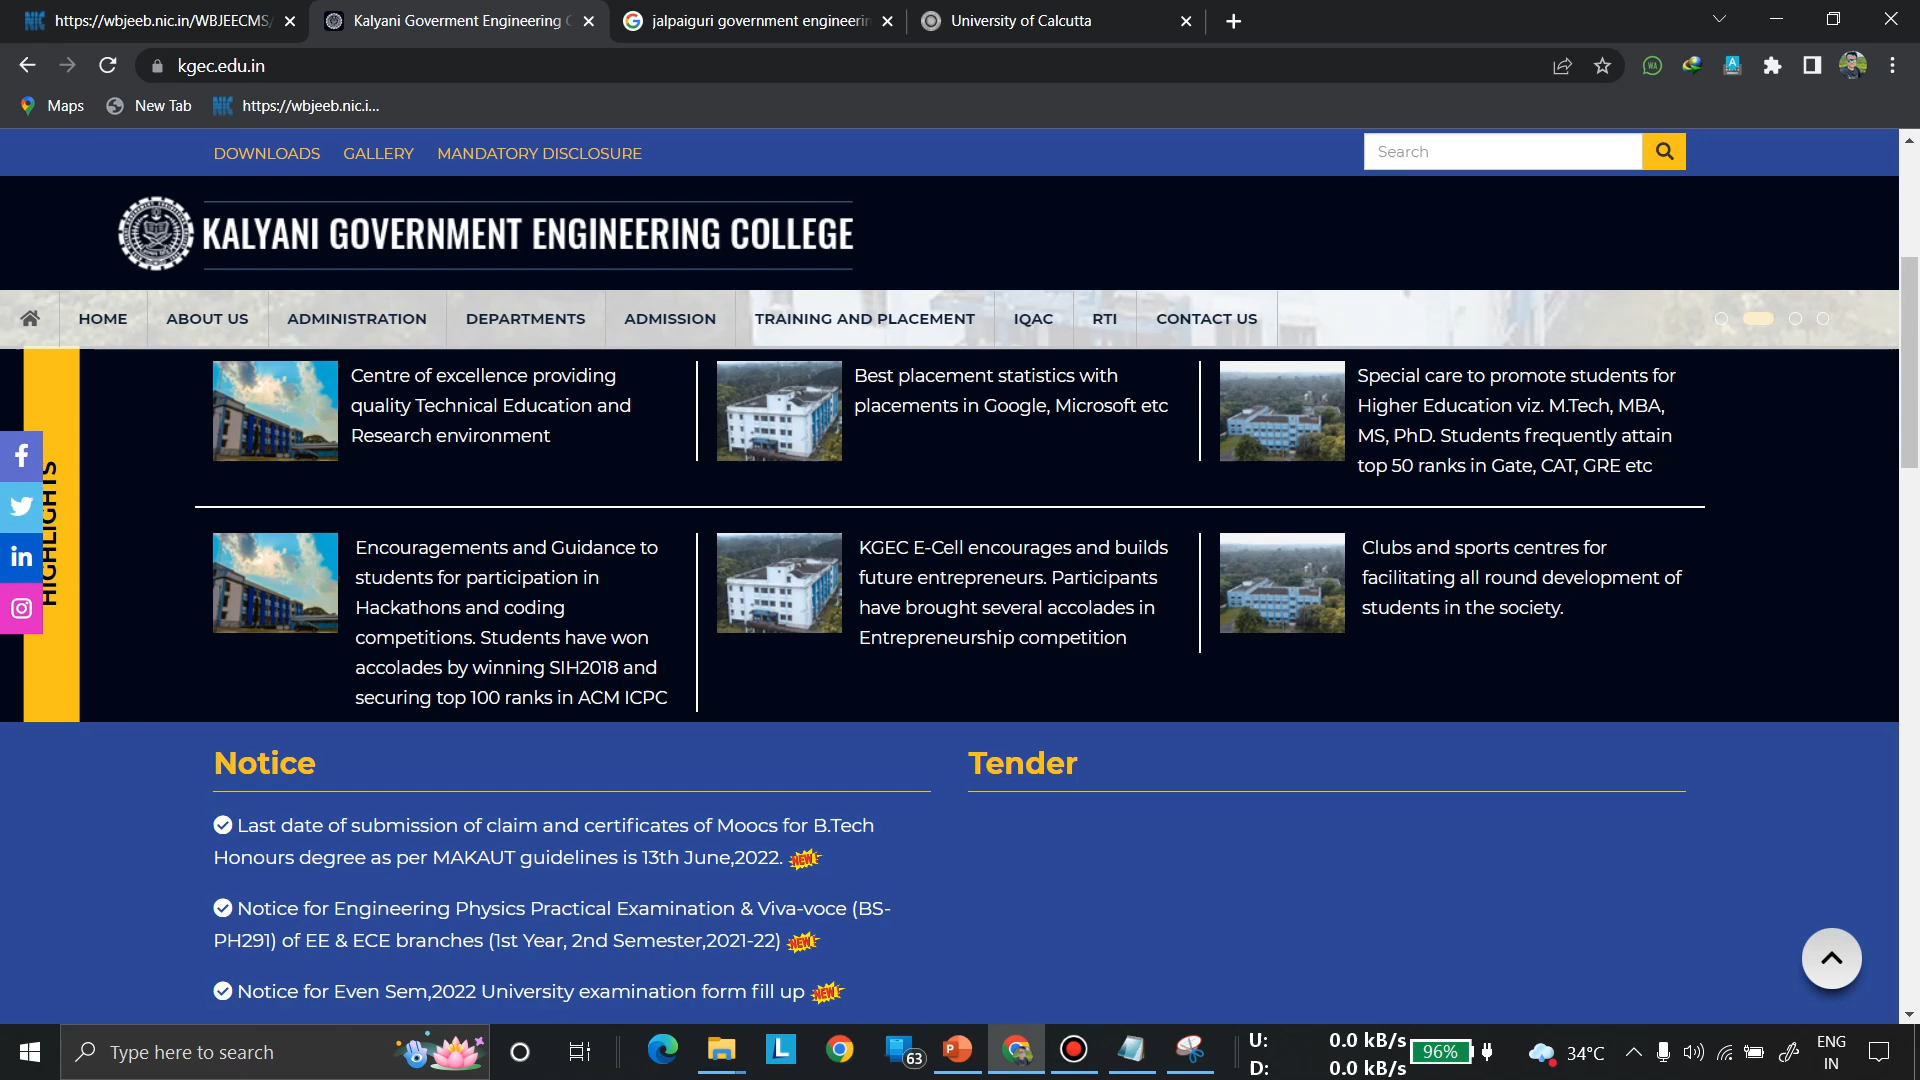 https://wbjeeb.nic.in/WBJEECMS/
Kalyani Goverment Engineering C
jalpaiguri government engineerin
University of Calcutta
kgec.edu.in
Maps
New Tab
https://wbjeeb.nic.i...
DOWNLOADS GALLERY MANDATORY DISCLOSURE
Search
KALYANI GOVERNMENT ENGINEERING COLLEGE
HOME ABOUT US ADMINISTRATION DEPARTMENTS ADMISSION TRAINING AND PLACEMENT IQAC RTI CONTACT US
HIGHLIGHTS
Centre of excellence providing
quality Technical Education and
Research environment
Best placement statistics with
placements in Google, Microsoft etc
Special care to promote students for
Higher Education viz. M.Tech, MBA,
MS, PhD. Students frequently attain
top 50 ranks in Gate, CAT, GRE etc
Encouragements and Guidance to
students for participation in
Hackathons and coding
competitions. Students have won
accolades by winning SIH2018 and
securing top 100 ranks in ACM ICPC
KGEC E-Cell encourages and builds
future entrepreneurs. Participants
have brought several accolades in
Entrepreneurship competition
Clubs and sports centres for
facilitating all round development of
students in the society.
Notice
Last date of submission of claim and certificates of Moocs for B.Tech
Honours degree as per MAKAUT guidelines is 13th June,2022. NEW
Notice for Engineering Physics Practical Examination & Viva-voce (BS-
PH291) of EE & ECE branches (1st Year, 2nd Semester,2021-22) NEW
Notice for Even Sem,2022 University examination form fill up NEW
Tender
Type here to search
63
U: 0.0 kB/s
D: 0.0 kB/s
96%
34°C
ENG
IN